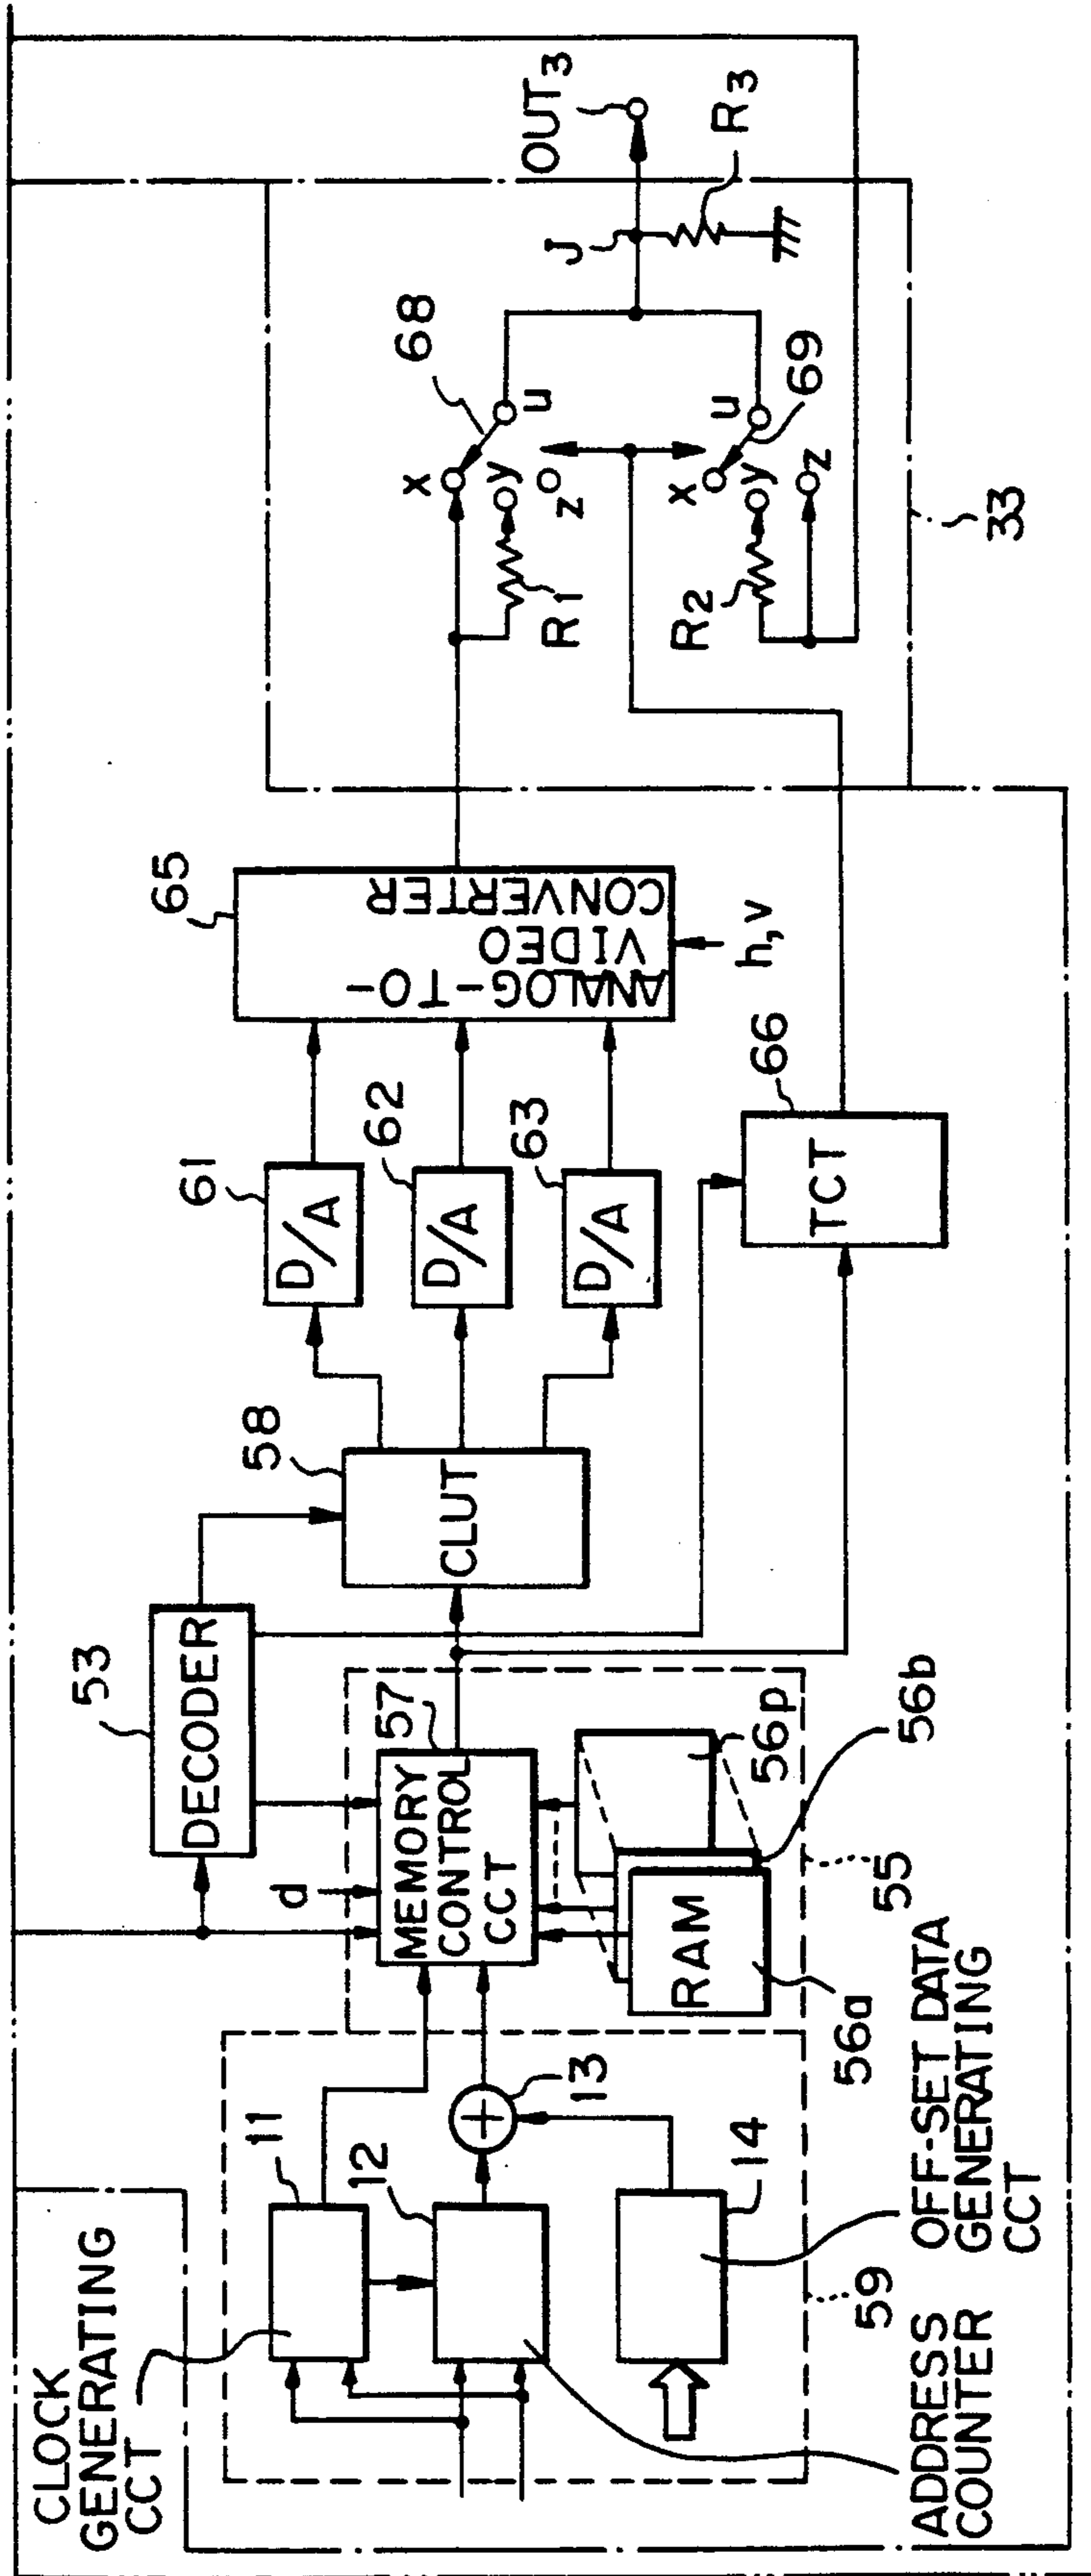 CLOCK
GENERATING
CCT
11
12
13
14
59
ADDRESS
COUNTER
OFF-SET DATA
GENERATING
CCT
53
DECODER
d
MEMORY
CONTROL
CCT
57
RAM
56a
56b
56p
55
58
CLUT
61
D/A
62
D/A
63
D/A
65
ANALOG-TO-
VIDEO
CONVERTER
h,v
66
TCT
R1
x
y
z
u
68
R2
x
y
z
u
69
J
OUT3
R3
33